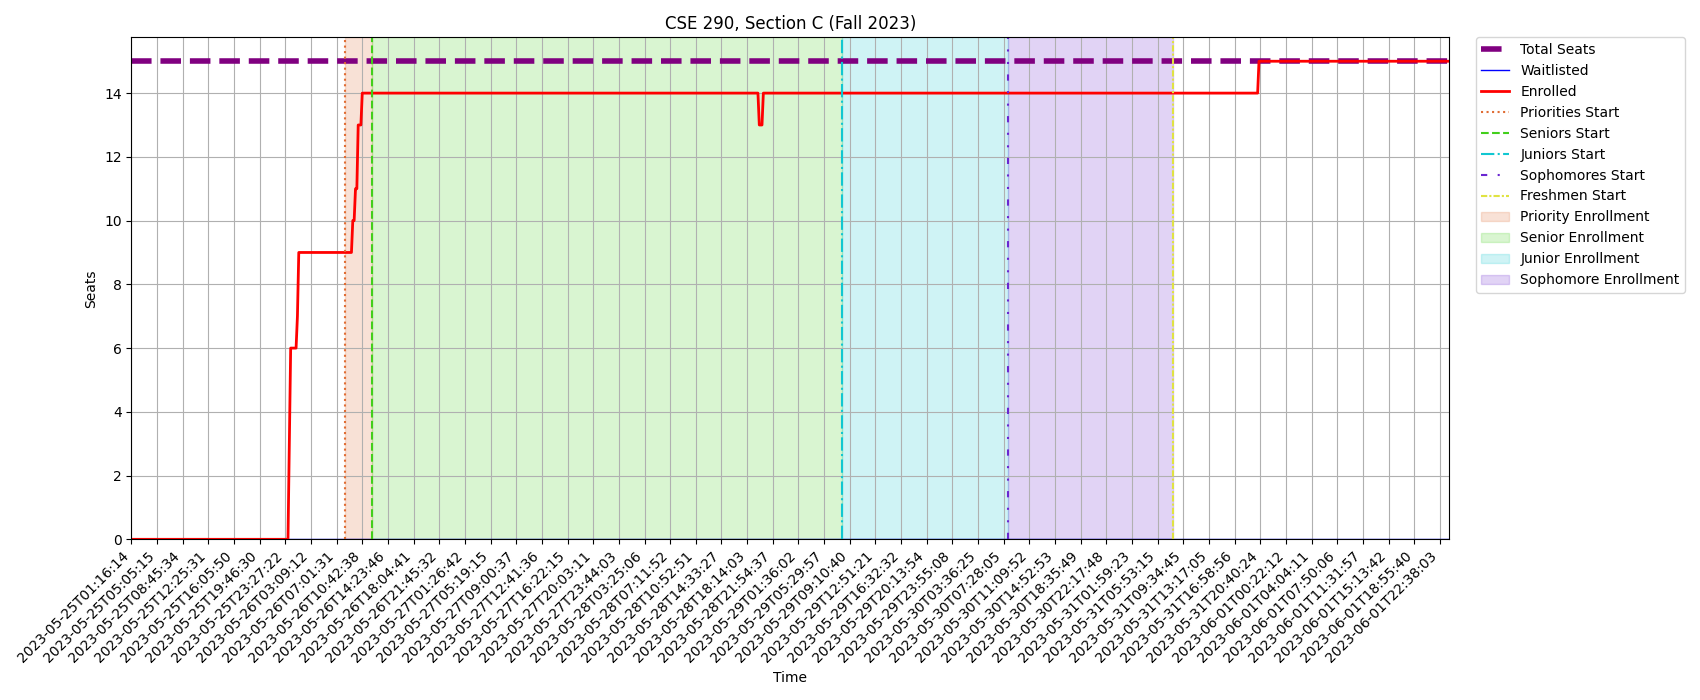 CSE 290, Section C (Fall 2023)
Seats
14
12
10
8
6
4
2
0
2023-05-25T01:16:14
2023-05-25T05:05:15
2023-05-25T08:45:34
2023-05-25T12:25:31
2023-05-25T16:05:50
2023-05-25T19:46:30
2023-05-25T23:27:22
2023-05-26T03:09:12
2023-05-26T07:01:31
2023-05-26T10:42:38
2023-05-26T14:23:46
2023-05-26T18:04:41
2023-05-26T21:45:32
2023-05-27T01:26:42
2023-05-27T05:19:15
2023-05-27T09:00:37
2023-05-27T12:41:36
2023-05-27T16:22:15
2023-05-27T20:03:11
2023-05-27T23:44:03
2023-05-28T03:25:06
2023-05-28T07:11:52
2023-05-28T10:52:51
2023-05-28T14:33:27
2023-05-28T18:14:03
2023-05-28T21:54:37
2023-05-29T01:36:02
2023-05-29T05:29:57
2023-05-29T09:10:40
2023-05-29T12:51:21
2023-05-29T16:32:32
2023-05-29T20:13:54
2023-05-29T23:55:08
2023-05-30T03:36:25
2023-05-30T07:28:05
2023-05-30T11:09:52
2023-05-30T14:52:53
2023-05-30T18:35:49
2023-05-30T22:17:48
2023-05-31T01:59:23
2023-05-31T05:53:15
2023-05-31T09:34:45
2023-05-31T13:17:05
2023-05-31T16:58:56
2023-05-31T20:40:24
2023-06-01T00:22:12
2023-06-01T04:04:11
2023-06-01T07:50:06
2023-06-01T11:31:57
2023-06-01T15:13:42
2023-06-01T18:55:40
2023-06-01T22:38:03
Time
Total Seats
Waitlisted
Enrolled
Priorities Start
Seniors Start
Juniors Start
Sophomores Start
Freshmen Start
Priority Enrollment
Senior Enrollment
Junior Enrollment
Sophomore Enrollment